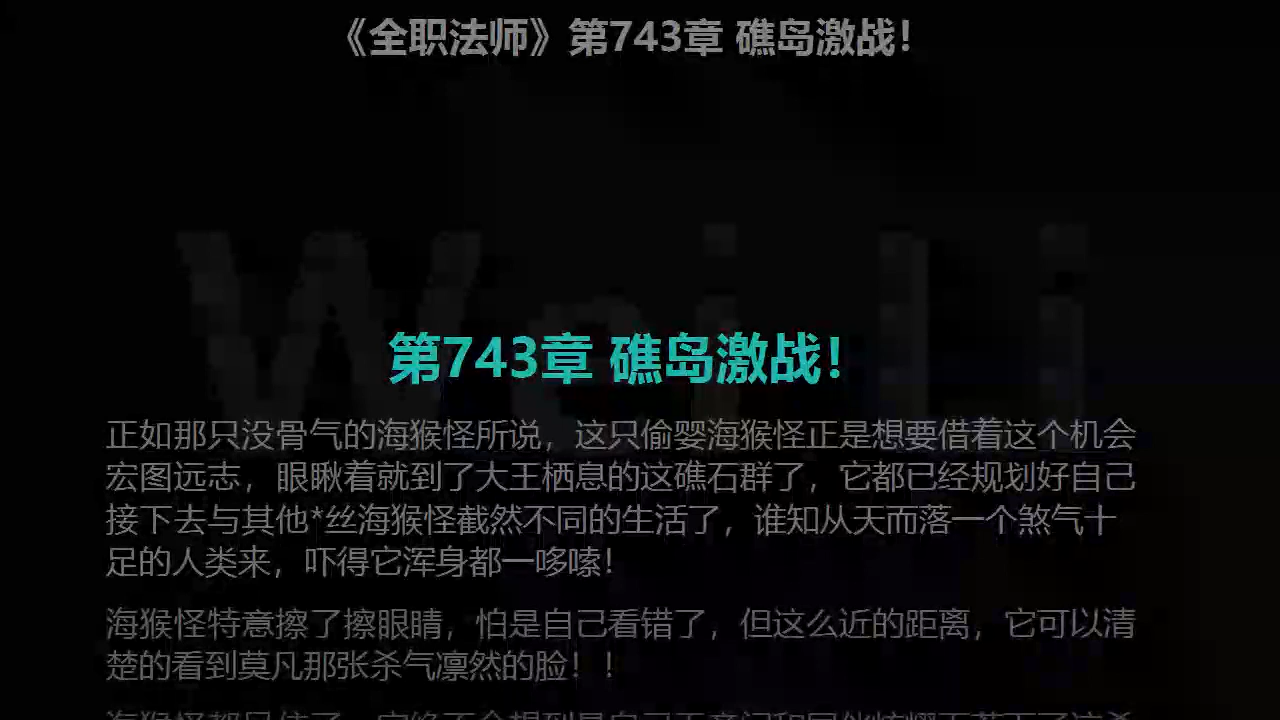 《全职法师》第743章 礁岛激战!
Wei Li
第743章 礁岛激战!
正如那只没骨气的海猴怪所说，这只偷婴海猴怪正是想要借着这个机会
宏图远志，眼瞅着就到了大王栖息的这礁石群了，它都已经规划好自己
接下去与其他*丝海猴怪截然不同的生活了，谁知从天而落一个煞气十
足的人类来，吓得它浑身都一哆嗦！
海猴怪特意擦了擦眼睛，怕是自己看错了，但这么近的距离，它可以清
楚的看到莫凡那张杀气凛然的脸！！